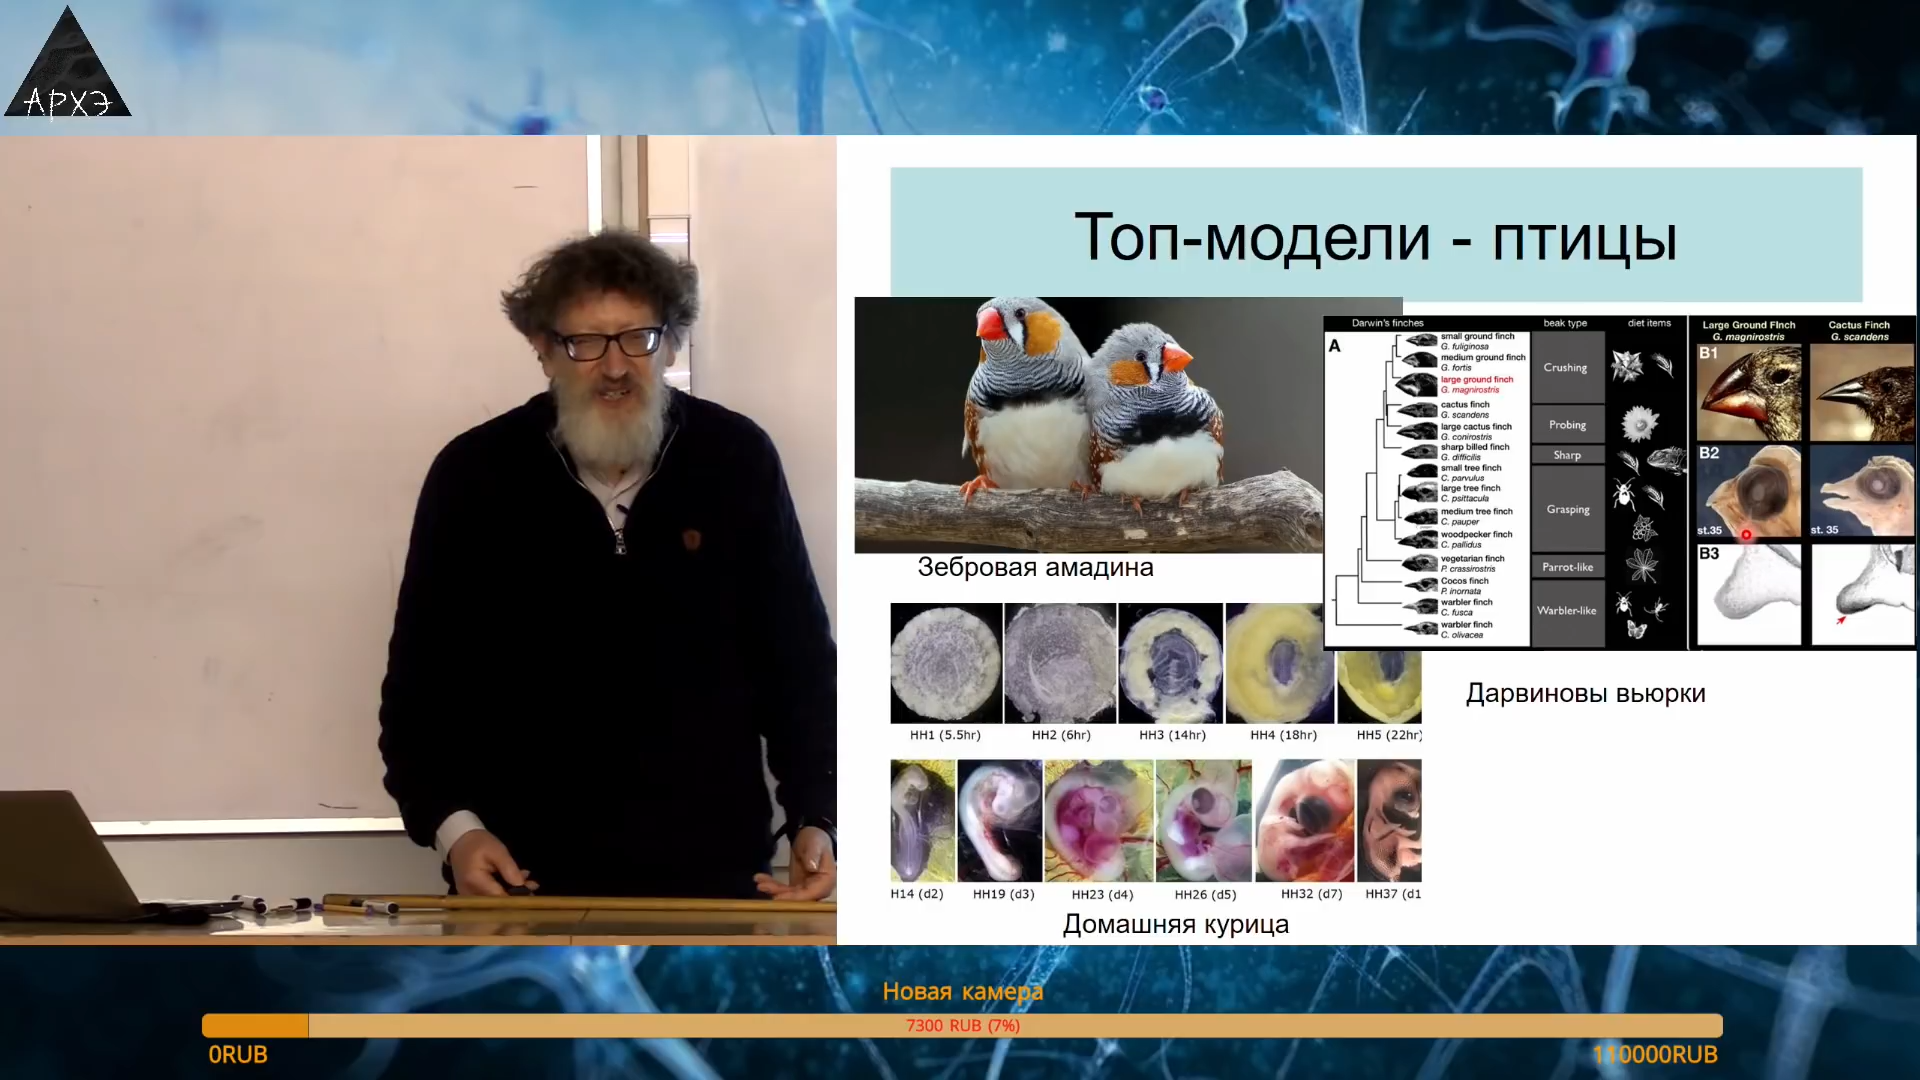 АРХЭ
Топ-модели - птицы
Зебровая амадина
Darwin's finches
beak type
diet items
A
small ground finch
G. fuliginosa
medium ground finch
G. fortis
large ground finch
G. magnirostris
cactus finch
G. scandens
large cactus finch
G. conirostris
sharp billed finch
G. difficilis
small tree finch
C. parvulus
large tree finch
C. psittacula
medium tree finch
C. pauper
woodpecker finch
C. pallidus
vegetarian finch
P. crassirostris
Cocos finch
P. inornata
warbler finch
C. fusca
warbler finch
C. olivacea
Crushing
Probing
Sharp
Grasping
Parrot-like
Warbler-like
Large Ground FInch
G. magnirostris
Cactus Finch
G. scandens
B1
B2
st.35
st. 35
B3
Дарвиновы вьюрки
HH1 (5.5hr) HH2 (6hr) HH3 (14hr) HH4 (18hr) HH5 (22hr)
H14 (d2) HH19 (d3) HH23 (d4) HH26 (d5) HH32 (d7) HH37 (d1
Домашняя курица
Новая камера
7300 RUB (7%)
0RUB
110000RUB